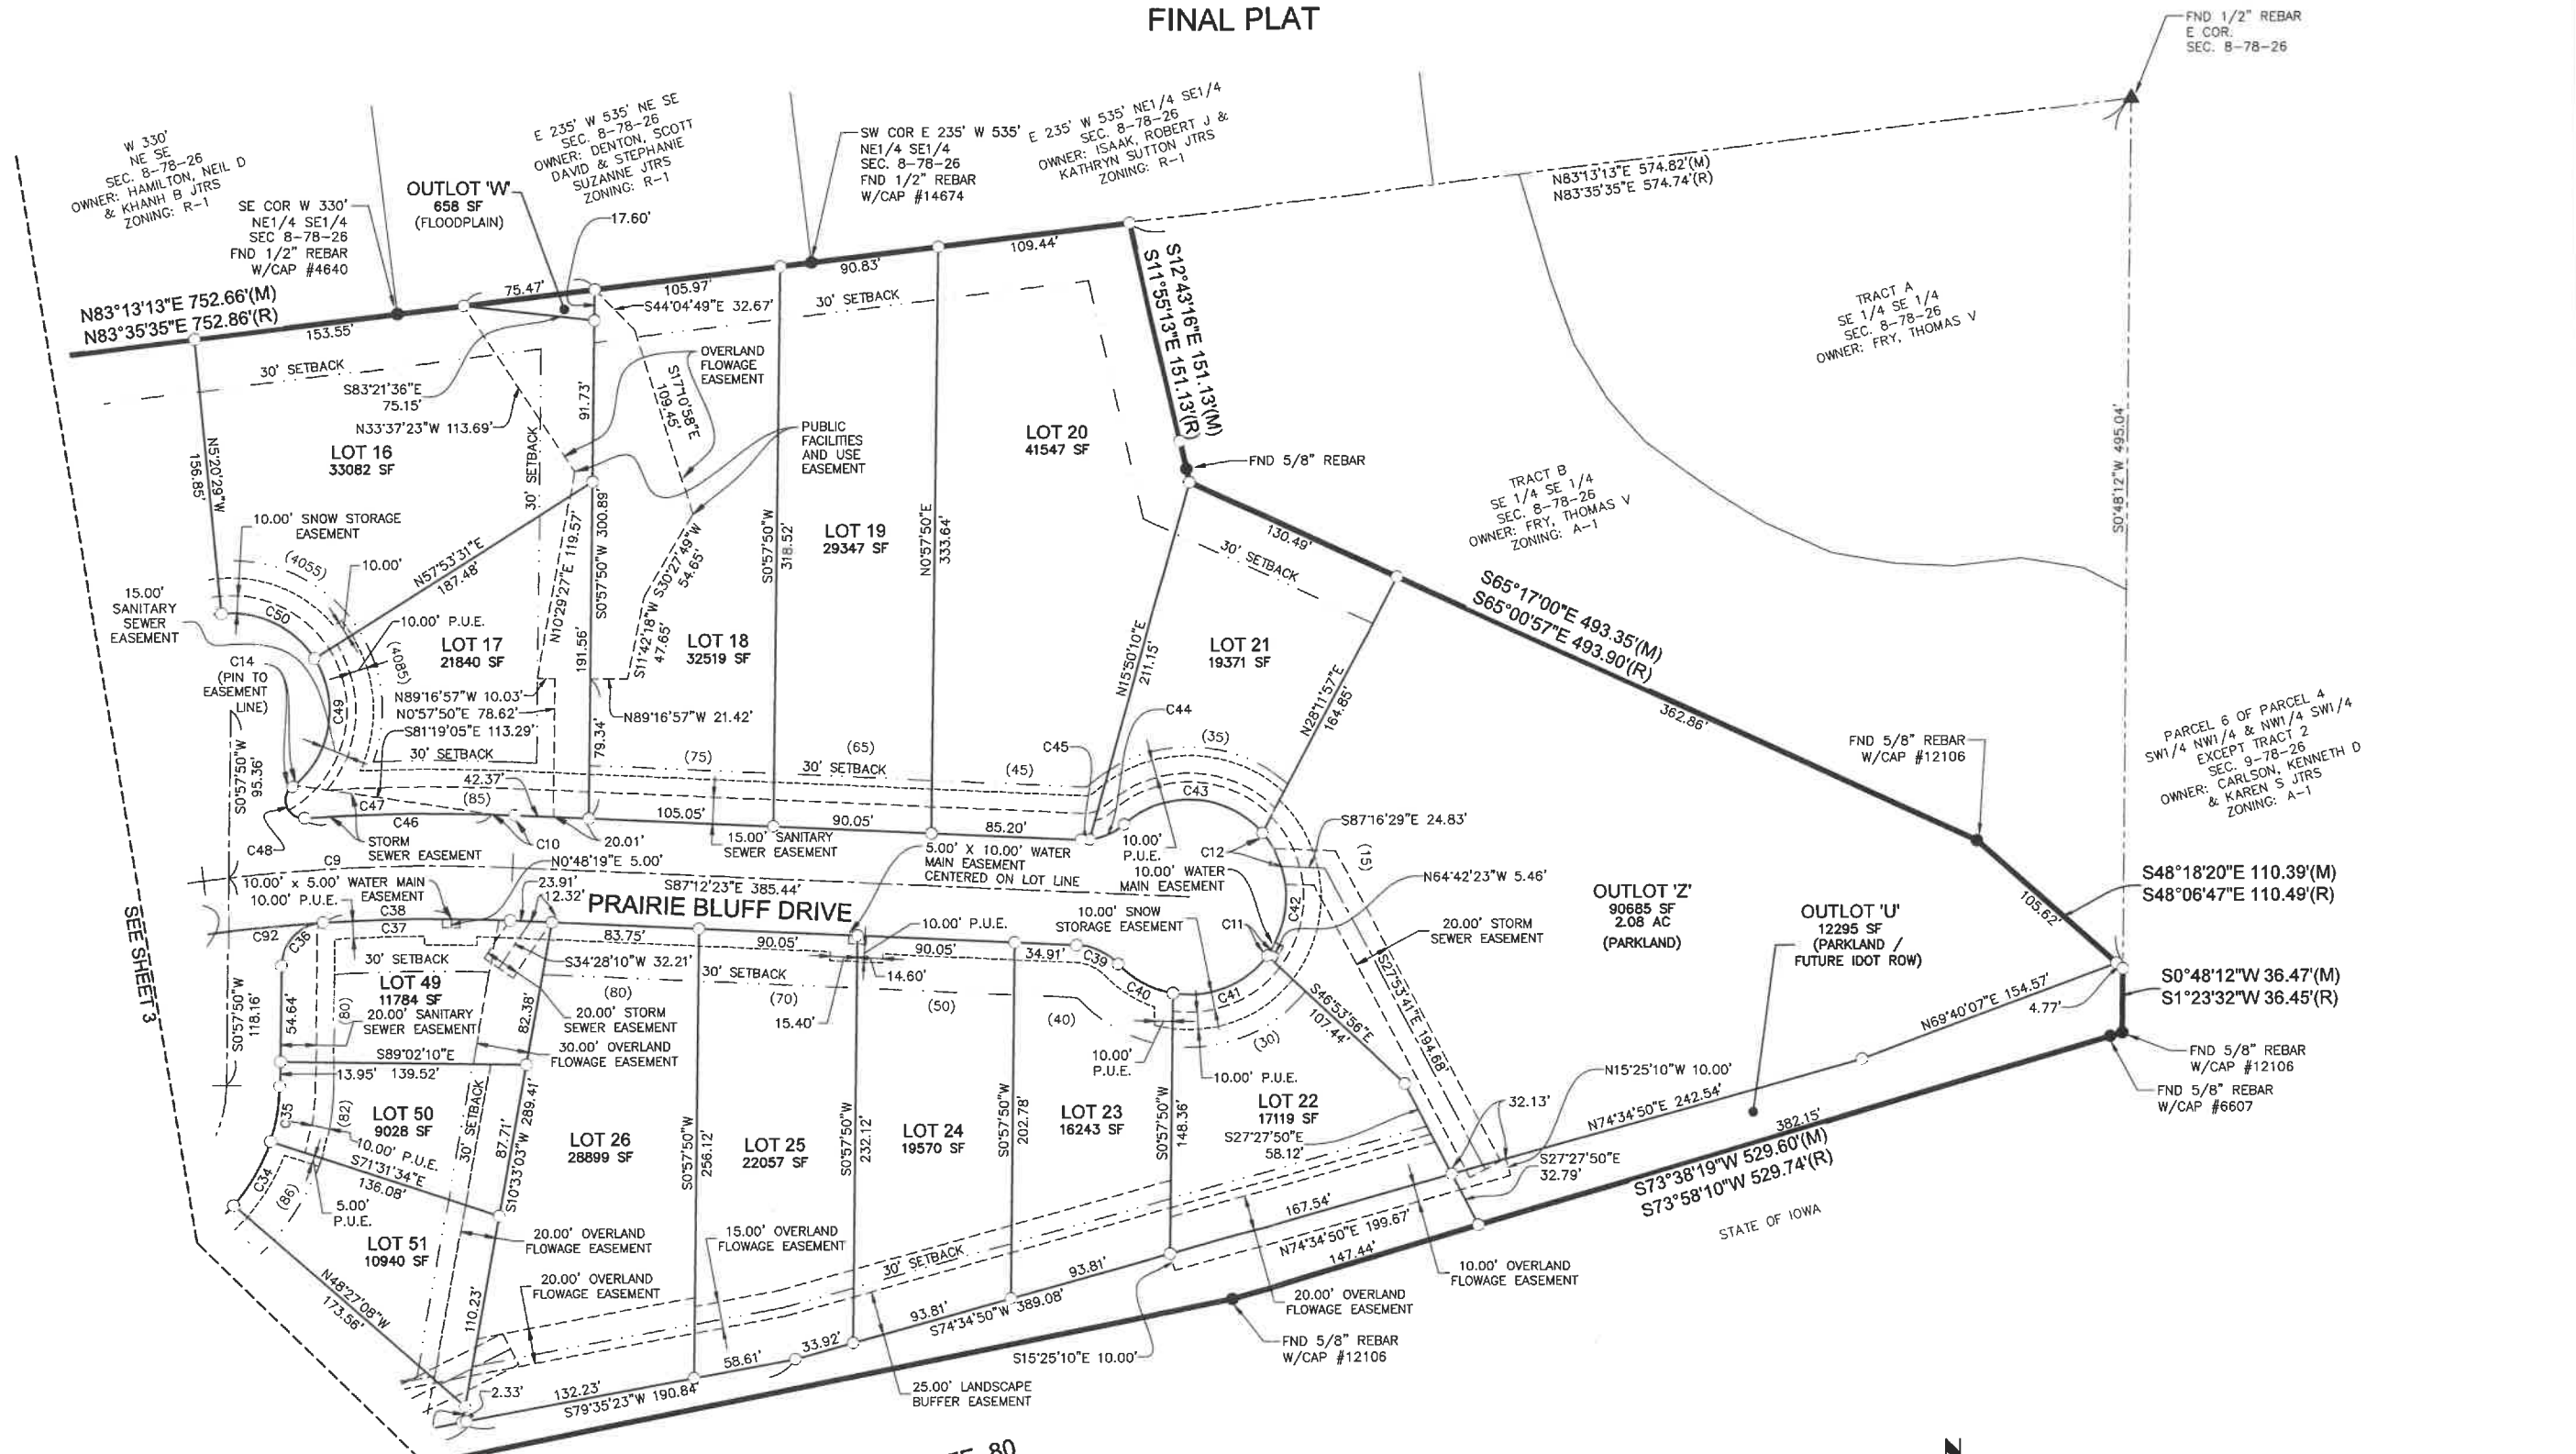 FINAL PLAT
FND 1/2" REBAR
E COR.
SEC. 8-78-26
W 330'
NE SE
SEC. 8-78-26
OWNER: HAMILTON, NEIL D
& KHANH B JTRS
ZONING: R-1
E 235' W 535' NE SE
SEC. 8-78-26
OWNER: DENTON, SCOTT
DAVID & STEPHANIE
SUZANNE JTRS
ZONING: R-1
SW COR E 235' W 535'
NE1/4 SE1/4
SEC. 8-78-26
FND 1/2" REBAR
W/CAP #14674
E 235' W 535' NE1/4 SE1/4
SEC. 8-78-26
OWNER: ISAAK, ROBERT J &
KATHRYN SUTTON JTRS
ZONING: R-1
N83°13'13"E 574.82'(M)
N83°35'35"E 574.74'(R)
SE COR W 330'
NE1/4 SE1/4
SEC 8-78-26
FND 1/2" REBAR
W/CAP #4640
OUTLOT 'W'
658 SF
(FLOODPLAIN)
17.60'
N83°13'13"E 752.66'(M)
N83°35'35"E 752.86'(R)
153.55'
75.47'
105.97'
90.83'
109.44'
S44°04'49"E 32.67'
30' SETBACK
S12°43'16"E 151.13'(M)
S11°55'13"E 151.13'(R)
TRACT A
SE 1/4 SE 1/4
SEC. 8-78-26
OWNER: FRY, THOMAS V
30' SETBACK
S83°21'36"E
75.15'
N33°37'23"W 113.69'
91.73'
OVERLAND
FLOWAGE
EASEMENT
S17°10'58"E
109.45'
PUBLIC
FACILITIES
AND USE
EASEMENT
LOT 16
33082 SF
30' SETBACK
N5°20'29"W
156.85'
LOT 20
41547 SF
FND 5/8" REBAR
TRACT B
SE 1/4 SE 1/4
SEC. 8-78-26
OWNER: FRY, THOMAS V
ZONING: A-1
S0°48'12"W 495.04'
10.00' SNOW STORAGE
EASEMENT
(4055)
10.00'
N57°53'31"E
187.48'
N10°29'27"E 119.57'
S0°57'50"W 300.89'
S30°27'49"W
54.65'
S11°42'18"W
47.65'
S0°57'50"W
318.52'
LOT 19
29347 SF
N0°57'50"E
333.64'
130.49'
30' SETBACK
S65°17'00"E 493.35'(M)
S65°00'57"E 493.90'(R)
362.86'
15.00'
SANITARY
SEWER
EASEMENT
C50
10.00' P.U.E.
(4085)
LOT 17
21840 SF
191.56'
LOT 18
32519 SF
N15°50'10"E
211.15'
LOT 21
19371 SF
N28°11'57"E
164.85'
C14
(PIN TO
EASEMENT
LINE)
C49
N89°16'57"W 10.03'
N0°57'50"E 78.62'
S81°19'05"E 113.29'
N89°16'57"W 21.42'
79.34'
30' SETBACK
(75)
(65)
30' SETBACK
(45)
C45
C44
(35)
FND 5/8" REBAR
W/CAP #12106
PARCEL 6 OF PARCEL 4
SW1/4 NW1/4 & NW1/4 SW1/4
EXCEPT TRACT 2
SEC. 9-78-26
OWNER: CARLSON, KENNETH D
& KAREN S JTRS
ZONING: A-1
S0°57'50"W
95.36'
42.37'
C47
(85)
C46
105.05'
90.05'
85.20'
C43
S87°16'29"E 24.83'
(15)
C48
STORM
SEWER EASEMENT
C10
20.01'
15.00' SANITARY
SEWER EASEMENT
5.00' X 10.00' WATER
MAIN EASEMENT
CENTERED ON LOT LINE
10.00'
P.U.E.
C12
10.00' WATER
MAIN EASEMENT
N64°42'23"W 5.46'
C9
N0°48'19"E 5.00'
10.00' x 5.00' WATER MAIN
EASEMENT
10.00' P.U.E.
23.91'
12.32'
S87°12'23"E 385.44'
PRAIRIE BLUFF DRIVE
10.00' SNOW
STORAGE EASEMENT
C42
C11
20.00' STORM
SEWER EASEMENT
OUTLOT 'Z'
90685 SF
2.08 AC
(PARKLAND)
OUTLOT 'U'
12295 SF
(PARKLAND /
FUTURE IDOT ROW)
S48°18'20"E 110.39'(M)
S48°06'47"E 110.49'(R)
105.62'
SEE SHEET 3
C92
C36
C38
C37
83.75'
90.05'
10.00' P.U.E.
90.05'
34.91'
C39
30' SETBACK
S34°28'10"W 32.21'
30' SETBACK
14.60'
C40
C41
LOT 49
11784 SF
(80)
20.00' SANITARY
SEWER EASEMENT
S0°57'50"W
118.16'
54.64'
82.38'
(80)
20.00' STORM
SEWER EASEMENT
(70)
15.40'
(50)
(40)
(30)
S46°53'56"E
107.44'
S27°53'41"E 194.68'
N69°40'07"E 154.57'
4.77'
S0°48'12"W 36.47'(M)
S1°23'32"W 36.45'(R)
S89°02'10"E
139.52'
13.95'
30.00' OVERLAND
FLOWAGE EASEMENT
10.00'
P.U.E.
10.00' P.U.E.
N15°25'10"W 10.00'
FND 5/8" REBAR
W/CAP #12106
FND 5/8" REBAR
W/CAP #6607
C35
(82)
LOT 50
9028 SF
30' SETBACK
87.71'
S10°33'03"W 289.41'
LOT 26
28899 SF
S0°57'50"W
256.12'
LOT 25
22057 SF
S0°57'50"W
232.12'
LOT 24
19570 SF
S0°57'50"W
202.78'
LOT 23
16243 SF
S0°57'50"W
148.36'
LOT 22
17119 SF
S27°27'50"E
58.12'
32.13'
N74°34'50"E 242.54'
382.15'
10.00' P.U.E.
S71°31'34"E
136.08'
C34
(86)
5.00'
P.U.E.
S27°27'50"E
32.79'
S73°38'19"W 529.60'(M)
S73°58'10"W 529.74'(R)
STATE OF IOWA
LOT 51
10940 SF
20.00' OVERLAND
FLOWAGE EASEMENT
15.00' OVERLAND
FLOWAGE EASEMENT
167.54'
N74°34'50"E 199.67'
147.44'
30' SETBACK
N48°27'08"W
173.56'
110.23'
20.00' OVERLAND
FLOWAGE EASEMENT
93.81'
93.81'
S74°34'50"W 389.08'
10.00' OVERLAND
FLOWAGE EASEMENT
20.00' OVERLAND
FLOWAGE EASEMENT
FND 5/8" REBAR
W/CAP #12106
S15°25'10"E 10.00'
33.92'
58.61'
2.33'
132.23'
S79°35'23"W 190.84'
25.00' LANDSCAPE
BUFFER EASEMENT
80
N